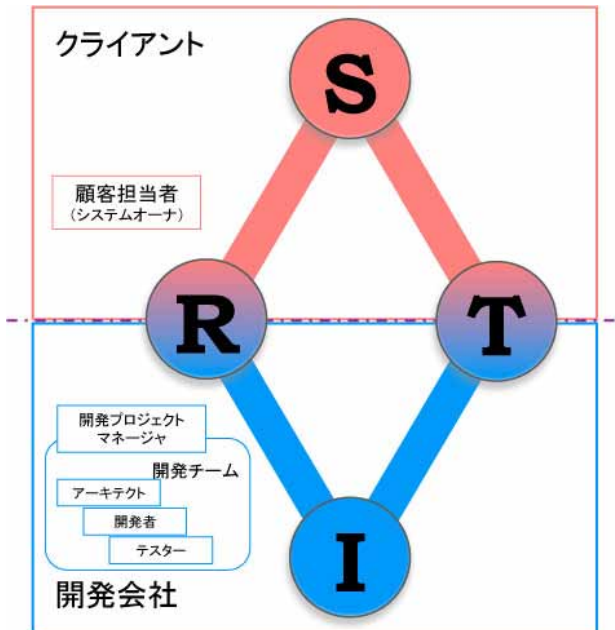 クライアント
S
顧客担当者
(システムオーナ)
R
T
開発プロジェクト
マネージャ
開発チーム
アーキテクト
開発者
テスター
I
開発会社